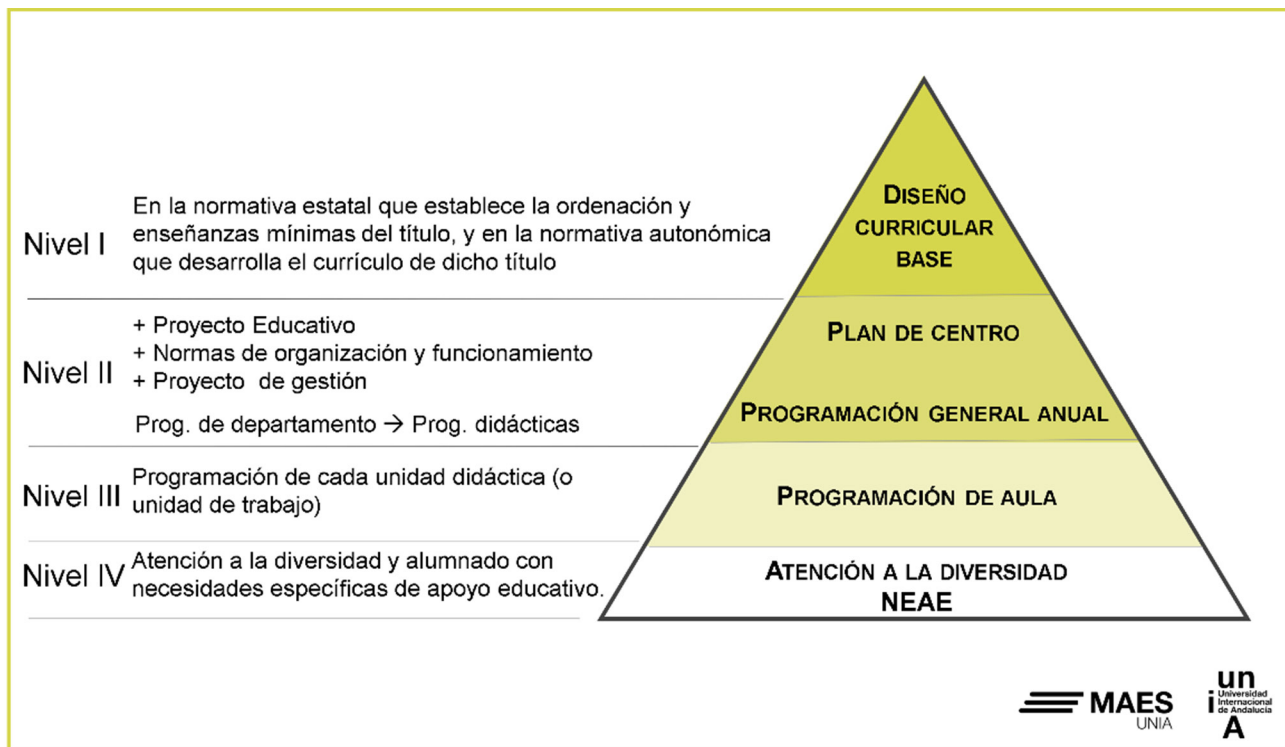 Nivel I
En la normativa estatal que establece la ordenación y
enseñanzas mínimas del título, y en la normativa autonómica
que desarrolla el currículo de dicho título
DISEÑO
CURRICULAR
BASE
Nivel II
+ Proyecto Educativo
+ Normas de organización y funcionamiento
+ Proyecto de gestión
Prog. de departamento → Prog. didácticas
PLAN DE CENTRO
PROGRAMACIÓN GENERAL ANUAL
Nivel III
Programación de cada unidad didáctica (o
unidad de trabajo)
PROGRAMACIÓN DE AULA
Nivel IV
Atención a la diversidad y alumnado con
necesidades específicas de apoyo educativo.
ATENCIÓN A LA DIVERSIDAD
NEAE
MAES
UNIA
un
i
Universidad
Internacional
de Andalucía
A